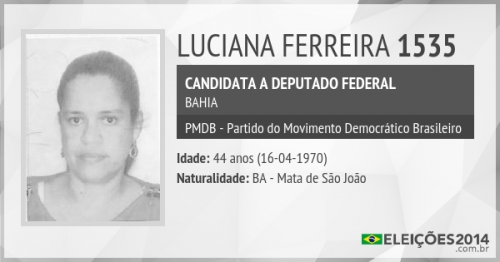 LUCIANA FERREIRA 1535
CANDIDATA A DEPUTADO FEDERAL
BAHIA
PMDB - Partido do Movimento Democrático Brasileiro
Idade: 44 anos (16-04-1970)
Naturalidade: BA - Mata de São João
ELEIÇÕES2014
.com.br